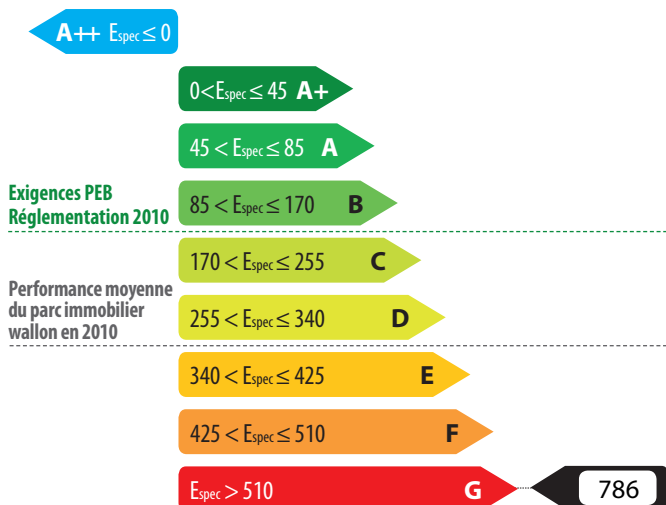 A++ Espec ≤ 0
0 < Espec ≤ 45 A+
45 < Espec ≤ 85 A
Exigences PEB
Réglementation 2010
85 < Espec ≤ 170 B
170 < Espec ≤ 255 C
Performance moyenne
du parc immobilier
wallon en 2010
255 < Espec ≤ 340 D
340 < Espec ≤ 425 E
425 < Espec ≤ 510 F
Espec > 510 G 786